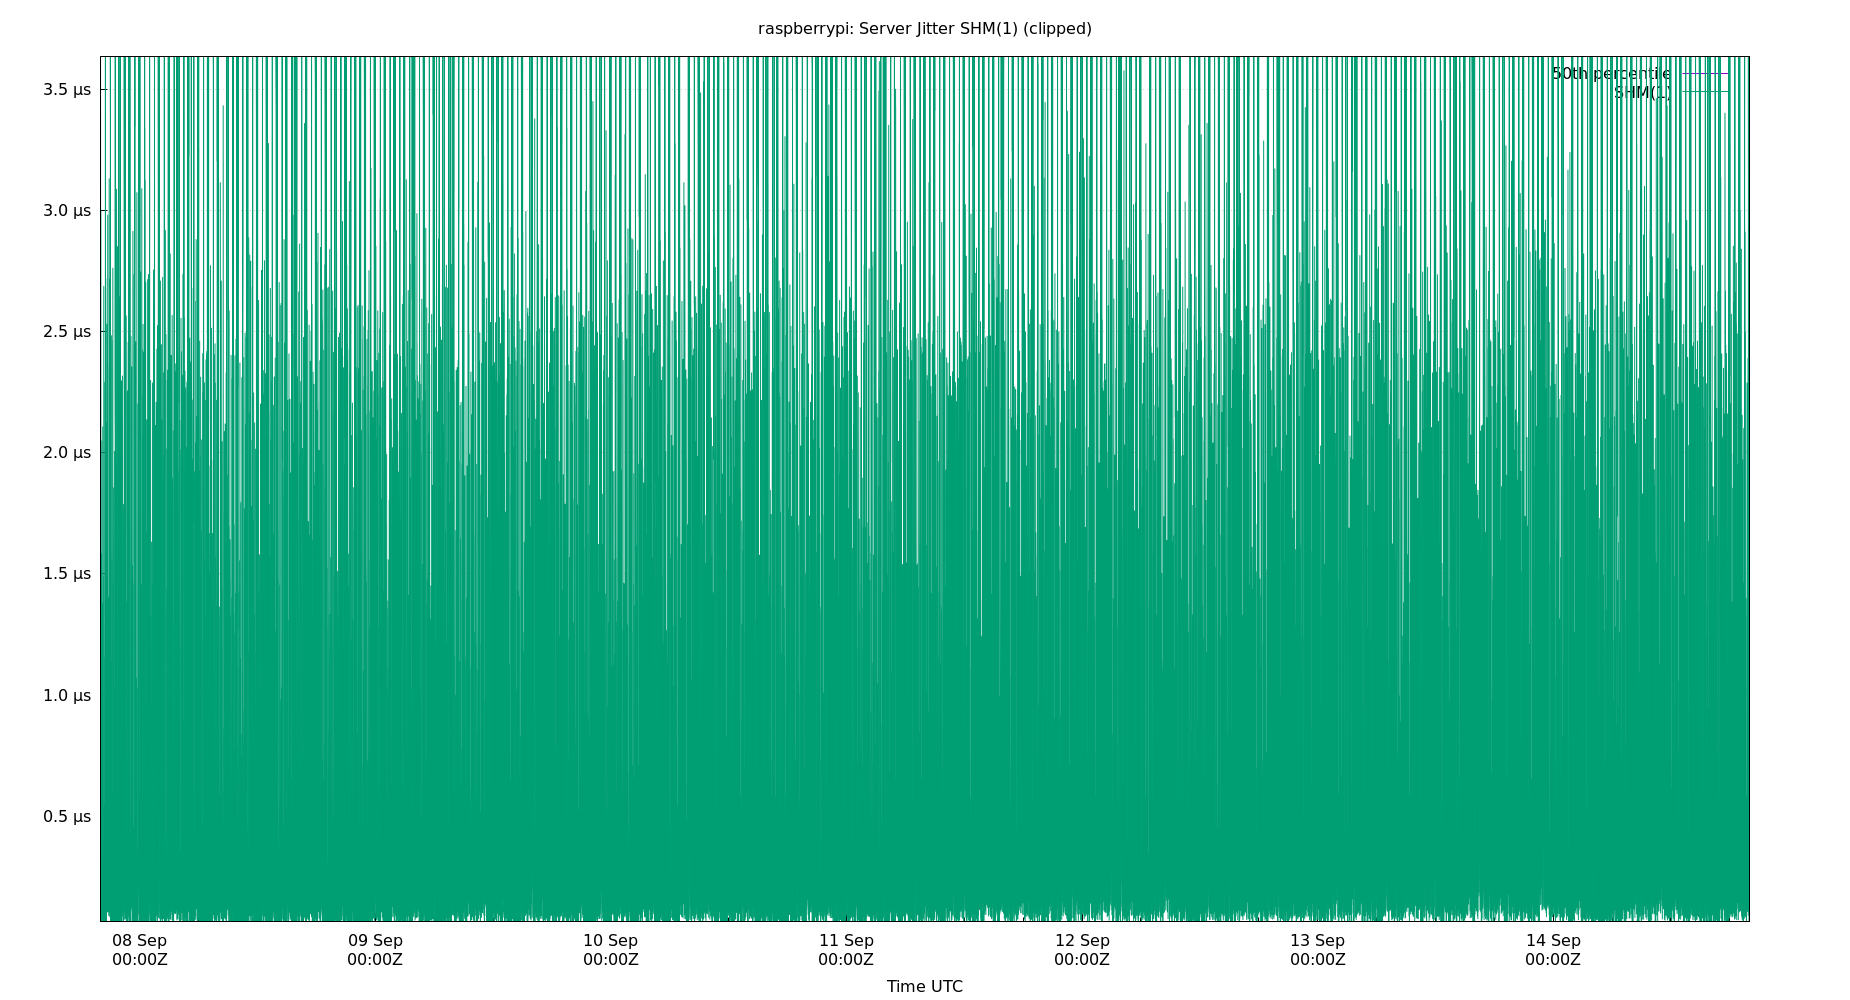 raspberrypi: Server Jitter SHM(1) (clipped)
50th percentile
SHM(1)
3.5 μs
3.0 μs
2.5 μs
2.0 μs
1.5 μs
1.0 μs
0.5 μs
08 Sep 09 Sep 10 Sep 11 Sep 12 Sep 13 Sep 14 Sep
00:00Z 00:00Z 00:00Z 00:00Z 00:00Z 00:00Z 00:00Z
Time UTC